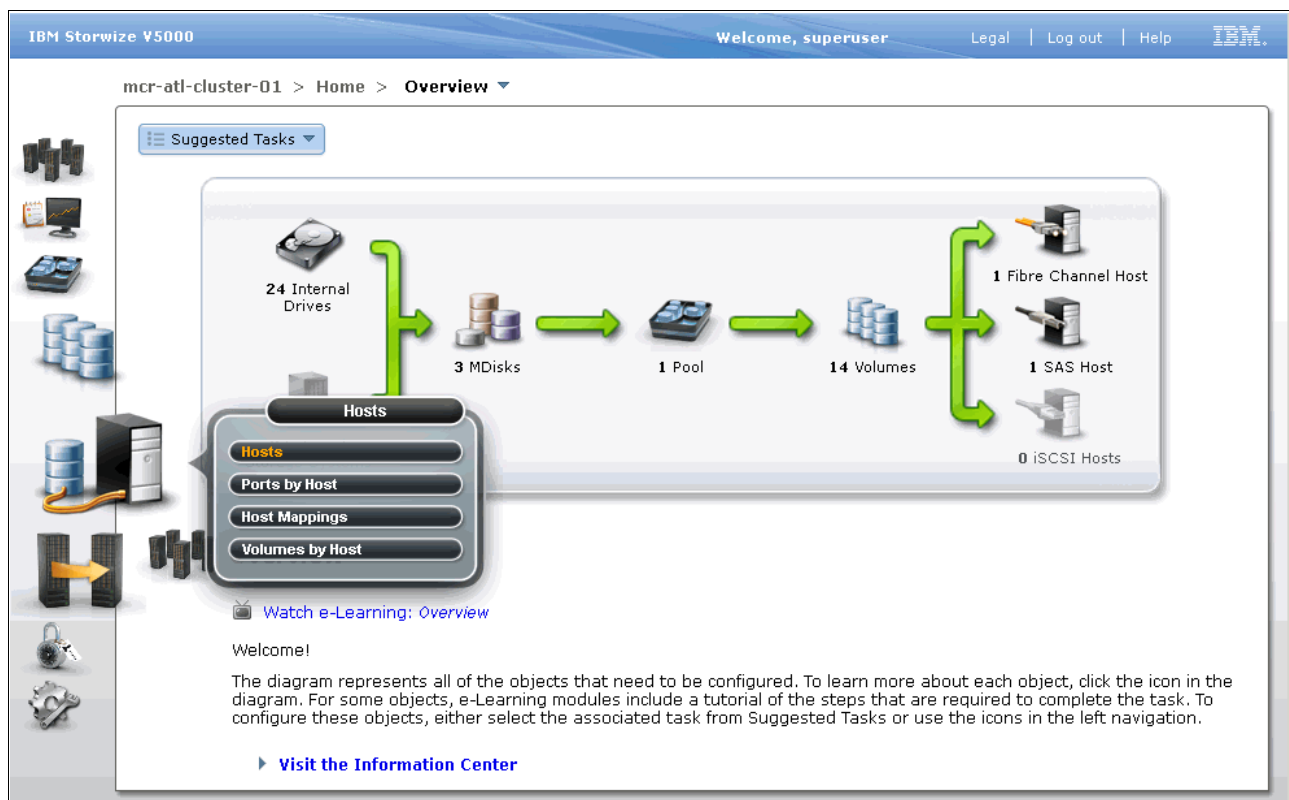 IBM Storwize V5000
Welcome, superuser
Legal | Log out | Help
IBM.
mcr-atl-cluster-01 > Home > Overview
Suggested Tasks
24 Internal
Drives
3 MDisks
1 Pool
14 Volumes
1 Fibre Channel Host
1 SAS Host
0 iSCSI Hosts
Hosts
Hosts
Ports by Host
Host Mappings
Volumes by Host
Watch e-Learning: Overview
Welcome!
The diagram represents all of the objects that need to be configured. To learn more about each object, click the icon in the
diagram. For some objects, e-Learning modules include a tutorial of the steps that are required to complete the task. To
configure these objects, either select the associated task from Suggested Tasks or use the icons in the left navigation.
Visit the Information Center